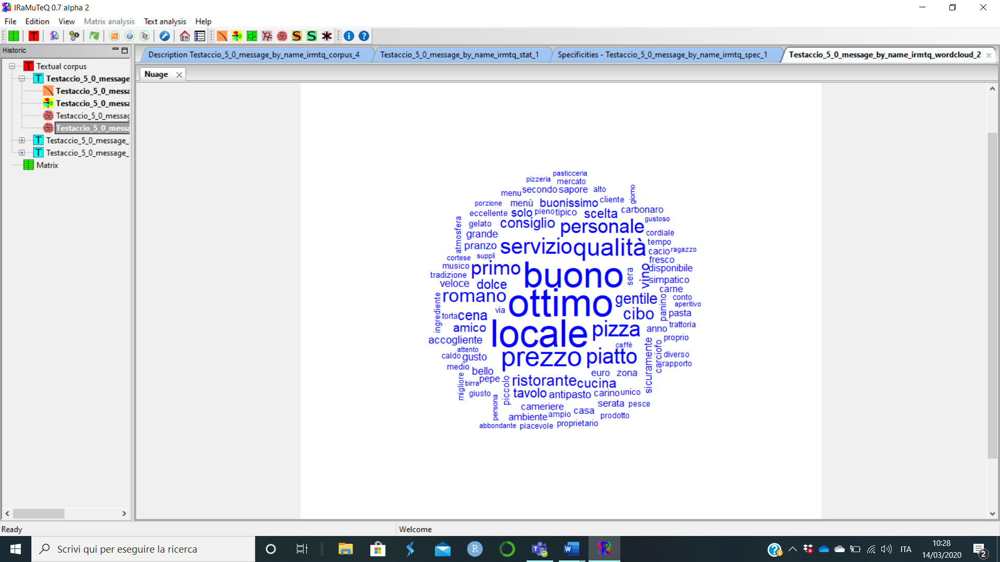 IRaMuTeQ 0.7 alpha 2
File Edition View Matrix analysis Text analysis Help
Historic
Textual corpus
Testaccio_5_0_message
Testaccio_5_0_messa
Testaccio_5_0_messa
Testaccio_5_0_messag
Testaccio_5_0_messa
Testaccio_5_0_message_
Testaccio_5_0_message_
Matrix
Description Testaccio_5_0_message_by_name_irmtq_corpus_4 Testaccio_5_0_message_by_name_irmtq_stat_1 Specificities - Testaccio_5_0_message_by_name_irmtq_spec_1 Testaccio_5_0_message_by_name_irmtq_wordcloud_2
Nuage
pasticceria
pizzeria mercato
menu secondo sapore alto giorno
porzione menù buonissimo cliente
eccellente solo pieno tipico scelta carbonaro
atmosfera gelato consiglio personale gustoso
grande cordiale
pranzo servizio qualità tempo
cacio ragazzo
cortese suppli fresco
musico primo buono sera vino disponibile
tradizione simpatico
veloce dolce carne
romano ottimo gentile panino conto
ingrediente via aperitivo
torta cena cibo pasta
amico locale pizza anno trattoria
accogliente caffè proprio
attento sicuramente carciofo
caldo gusto prezzo piatto diverso
medio rapporto
bello euro zona
migliore birra pepe piccolo ristorante cucina
giusto tavolo antipasto carino unico
persona cameriere serata pesce
ambiente ampio casa prodotto
abbondante piacevole proprietario
Ready Welcome
Scrivi qui per eseguire la ricerca
ITA
10:28
14/03/2020
2